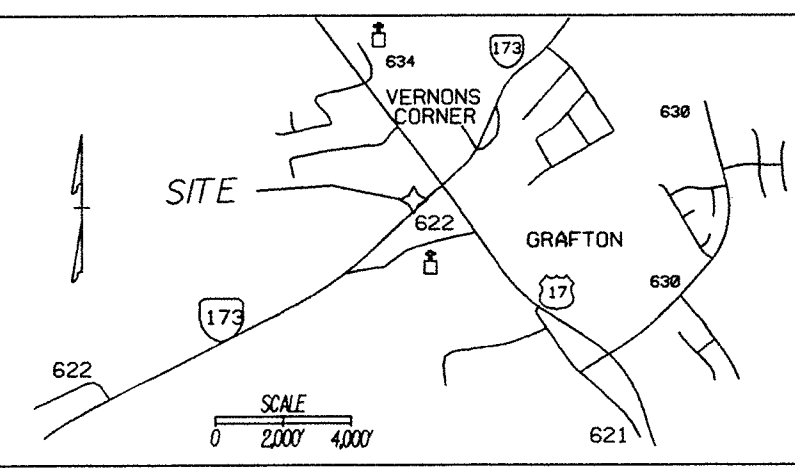 173
634
VERNONS
CORNER
630
SITE
622
GRAFTON
630
17
173
622
SCALE
0 2,000' 4,000'
621